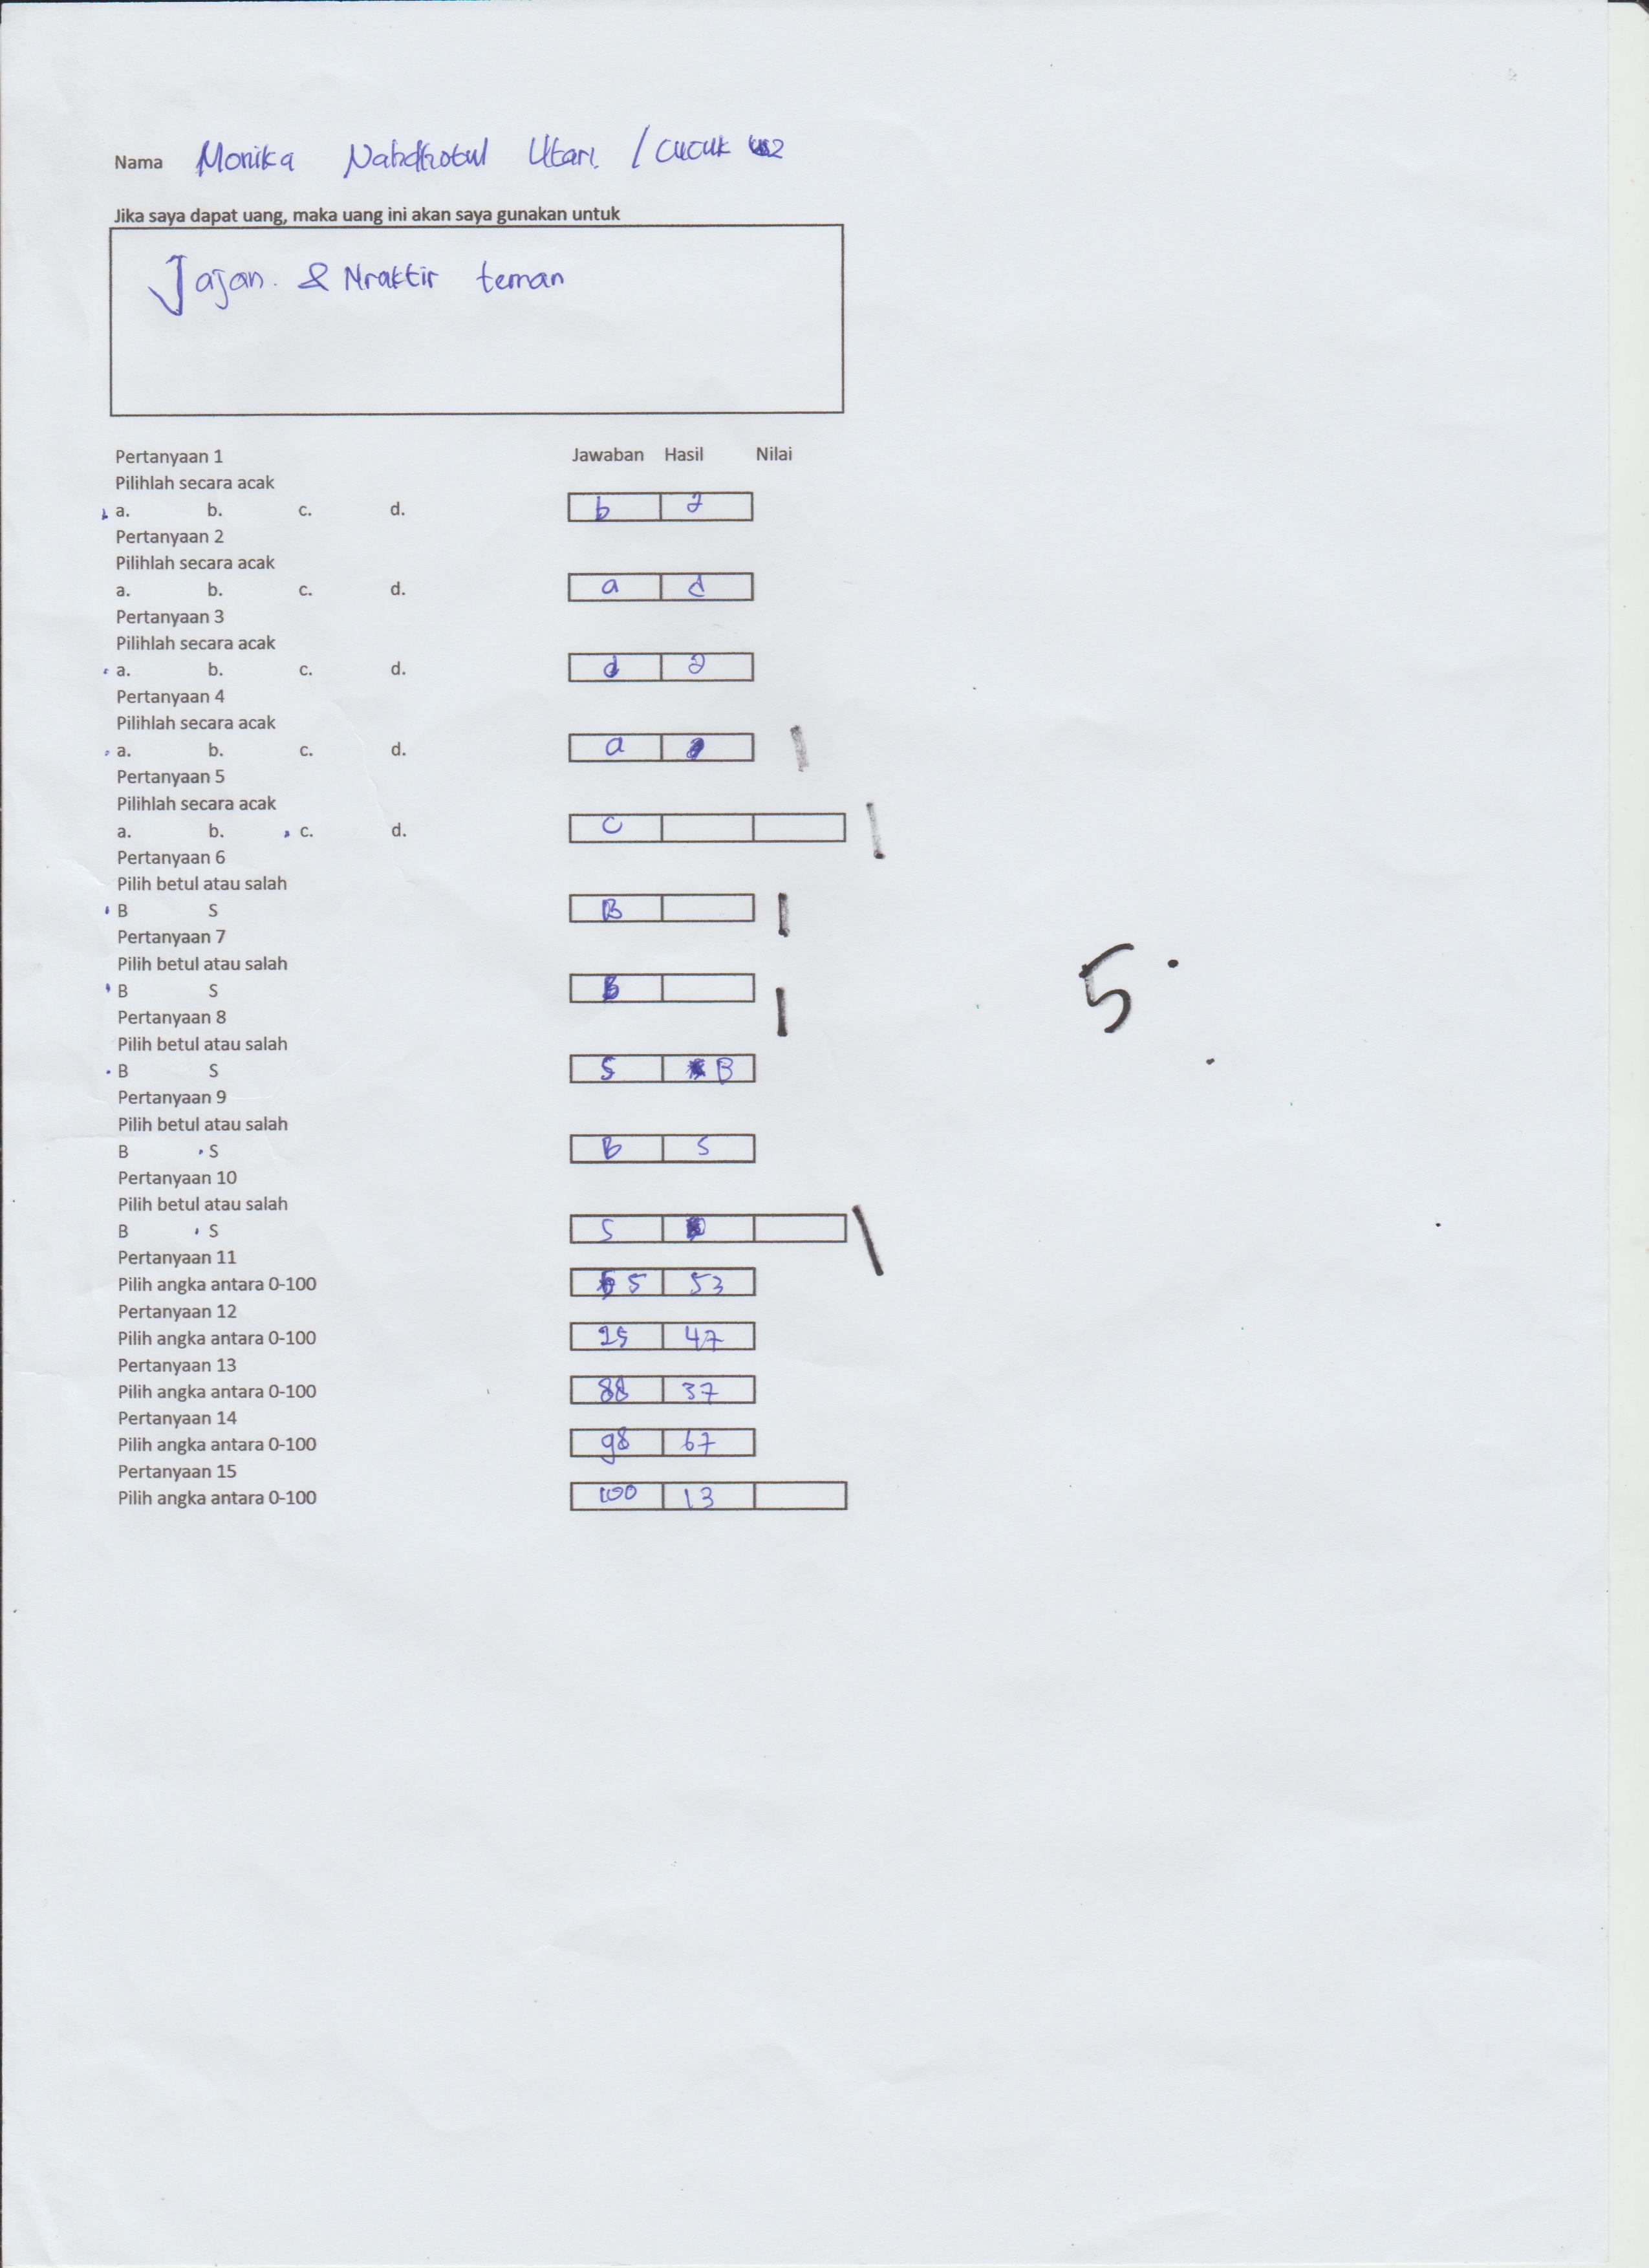 Nama Monika Nahdhotul Utari. / Cucuk
Jika saya dapat uang, maka uang ini akan saya gunakan untuk
Jajan. & Nraktir teman
Pertanyaan 1 Jawaban Hasil Nilai
Pilihlah secara acak
a. b. c. d. b a
Pertanyaan 2
Pilihlah secara acak
a. b. c. d. a d
Pertanyaan 3
Pilihlah secara acak
a. b. c. d. d a
Pertanyaan 4
Pilihlah secara acak
a. b. c. d. a 1
Pertanyaan 5
Pilihlah secara acak
a. b. c. d. C 1
Pertanyaan 6
Pilih betul atau salah
B S B 1
Pertanyaan 7
Pilih betul atau salah
B S B 1
Pertanyaan 8
Pilih betul atau salah
B S S B
Pertanyaan 9
Pilih betul atau salah
B S B S
Pertanyaan 10
Pilih betul atau salah
B S S 1
Pertanyaan 11
Pilih angka antara 0-100 5 53
Pertanyaan 12
Pilih angka antara 0-100 25 47
Pertanyaan 13
Pilih angka antara 0-100 88 37
Pertanyaan 14
Pilih angka antara 0-100 98 67
Pertanyaan 15
Pilih angka antara 0-100 100 13
5